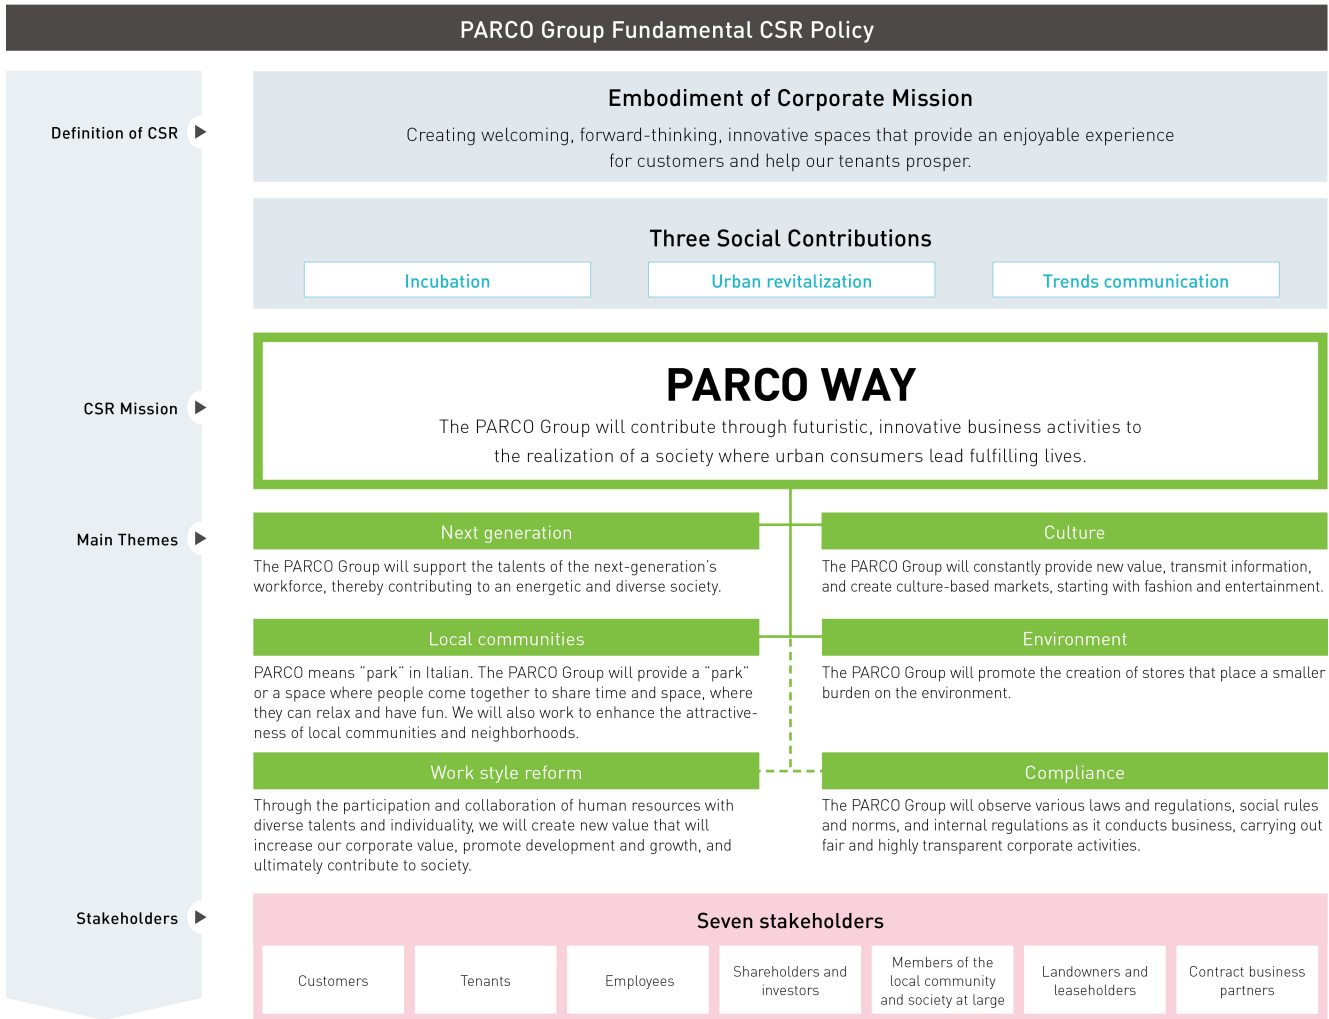 PARCO Group Fundamental CSR Policy
Definition of CSR
Embodiment of Corporate Mission
Creating welcoming, forward-thinking, innovative spaces that provide an enjoyable experience
for customers and help our tenants prosper.
Three Social Contributions
Incubation
Urban revitalization
Trends communication
CSR Mission
PARCO WAY
The PARCO Group will contribute through futuristic, innovative business activities to
the realization of a society where urban consumers lead fulfilling lives.
Main Themes
Next generation
The PARCO Group will support the talents of the next-generation's
workforce, thereby contributing to an energetic and diverse society.
Culture
The PARCO Group will constantly provide new value, transmit information,
and create culture-based markets, starting with fashion and entertainment.
Local communities
PARCO means "park" in Italian. The PARCO Group will provide a "park"
or a space where people come together to share time and space, where
they can relax and have fun. We will also work to enhance the attractive-
ness of local communities and neighborhoods.
Environment
The PARCO Group will promote the creation of stores that place a smaller
burden on the environment.
Work style reform
Through the participation and collaboration of human resources with
diverse talents and individuality, we will create new value that will
increase our corporate value, promote development and growth, and
ultimately contribute to society.
Compliance
The PARCO Group will observe various laws and regulations, social rules
and norms, and internal regulations as it conducts business, carrying out
fair and highly transparent corporate activities.
Stakeholders
Seven stakeholders
Customers
Tenants
Employees
Shareholders and
investors
Members of the
local community
and society at large
Landowners and
leaseholders
Contract business
partners